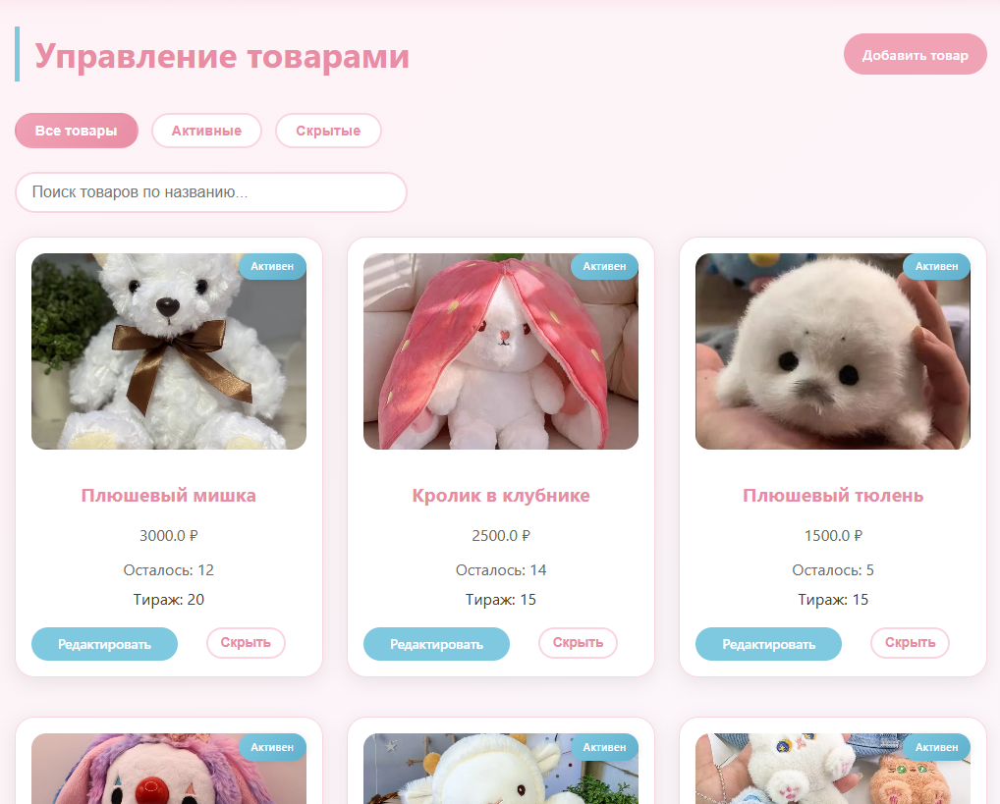 Управление товарами
Добавить товар
Все товары
Активные
Скрытые
Поиск товаров по названию...
Активен
Активен
Активен
Плюшевый мишка
Кролик в клубнике
Плюшевый тюлень
3000.0 ₽
2500.0 ₽
1500.0 ₽
Осталось: 12
Осталось: 14
Осталось: 5
Тираж: 20
Тираж: 15
Тираж: 15
Редактировать
Скрыть
Редактировать
Скрыть
Редактировать
Скрыть
Активен
Активен
Активен